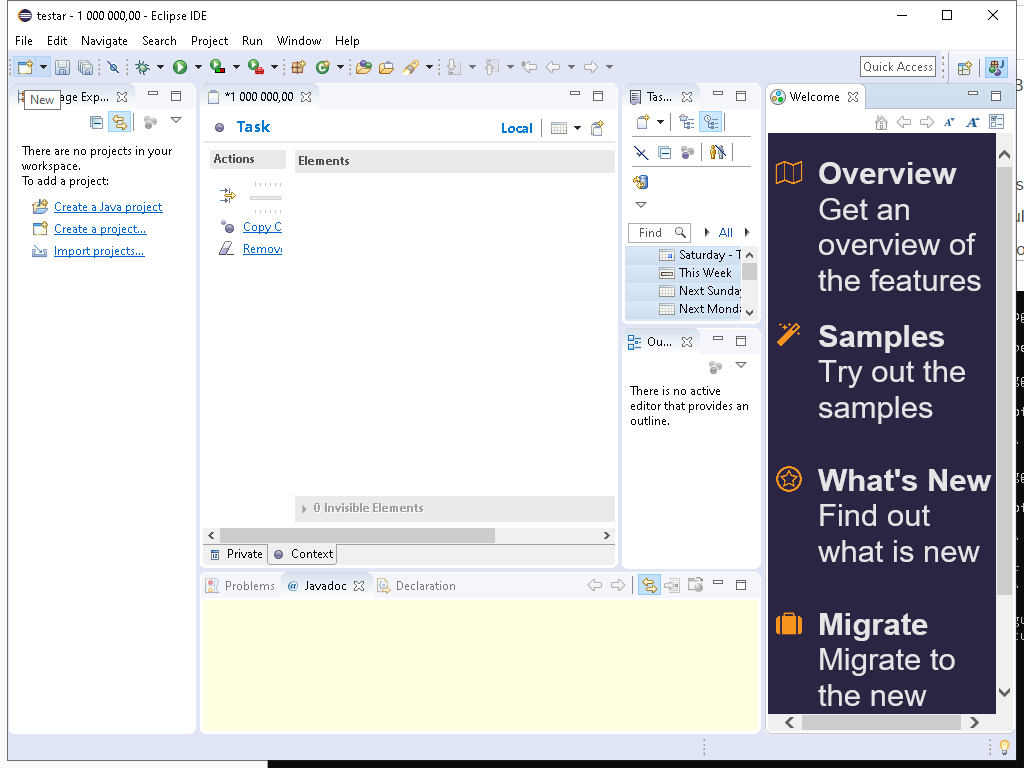 testar - 1 000 000,00 - Eclipse IDE
File Edit Navigate Search Project Run Window Help
Quick Access
New
age Exp...
There are no projects in your
workspace.
To add a project:
Create a Java project
Create a project...
Import projects...
*1 000 000,00
Task
Local
Actions
Elements
Copy C
Remov
0 Invisible Elements
Private
Context
Tas...
Find
All
Saturday - T
This Week
Next Sunday
Next Monda
Ou...
There is no active
editor that provides an
outline.
Problems
@ Javadoc
Declaration
Welcome
Overview
Get an
overview of
the features
Samples
Try out the
samples
What's New
Find out
what is new
Migrate
Migrate to
the new